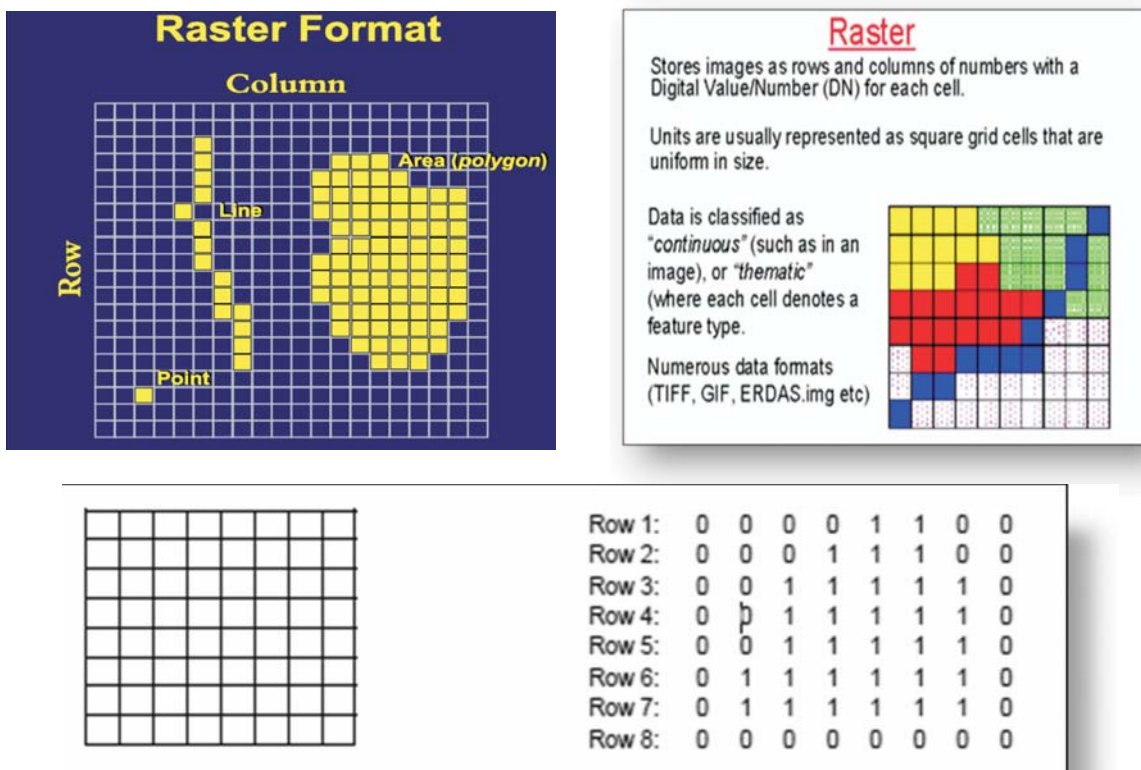 Raster Format
Column
Area (polygon)
Line
Row
Point
Raster
Stores images as rows and columns of numbers with a
Digital Value/Number (DN) for each cell.
Units are usually represented as square grid cells that are
uniform in size.
Data is classified as
“continuous” (such as in an
image), or “thematic”
(where each cell denotes a
feature type.
Numerous data formats
(TIFF, GIF, ERDAS.img etc)
Row 1: 0 0 0 0 1 1 0 0
Row 2: 0 0 0 1 1 1 0 0
Row 3: 0 0 1 1 1 1 1 0
Row 4: 0 0 1 1 1 1 1 0
Row 5: 0 0 1 1 1 1 1 0
Row 6: 0 1 1 1 1 1 1 0
Row 7: 0 1 1 1 1 1 1 0
Row 8: 0 0 0 0 0 0 0 0